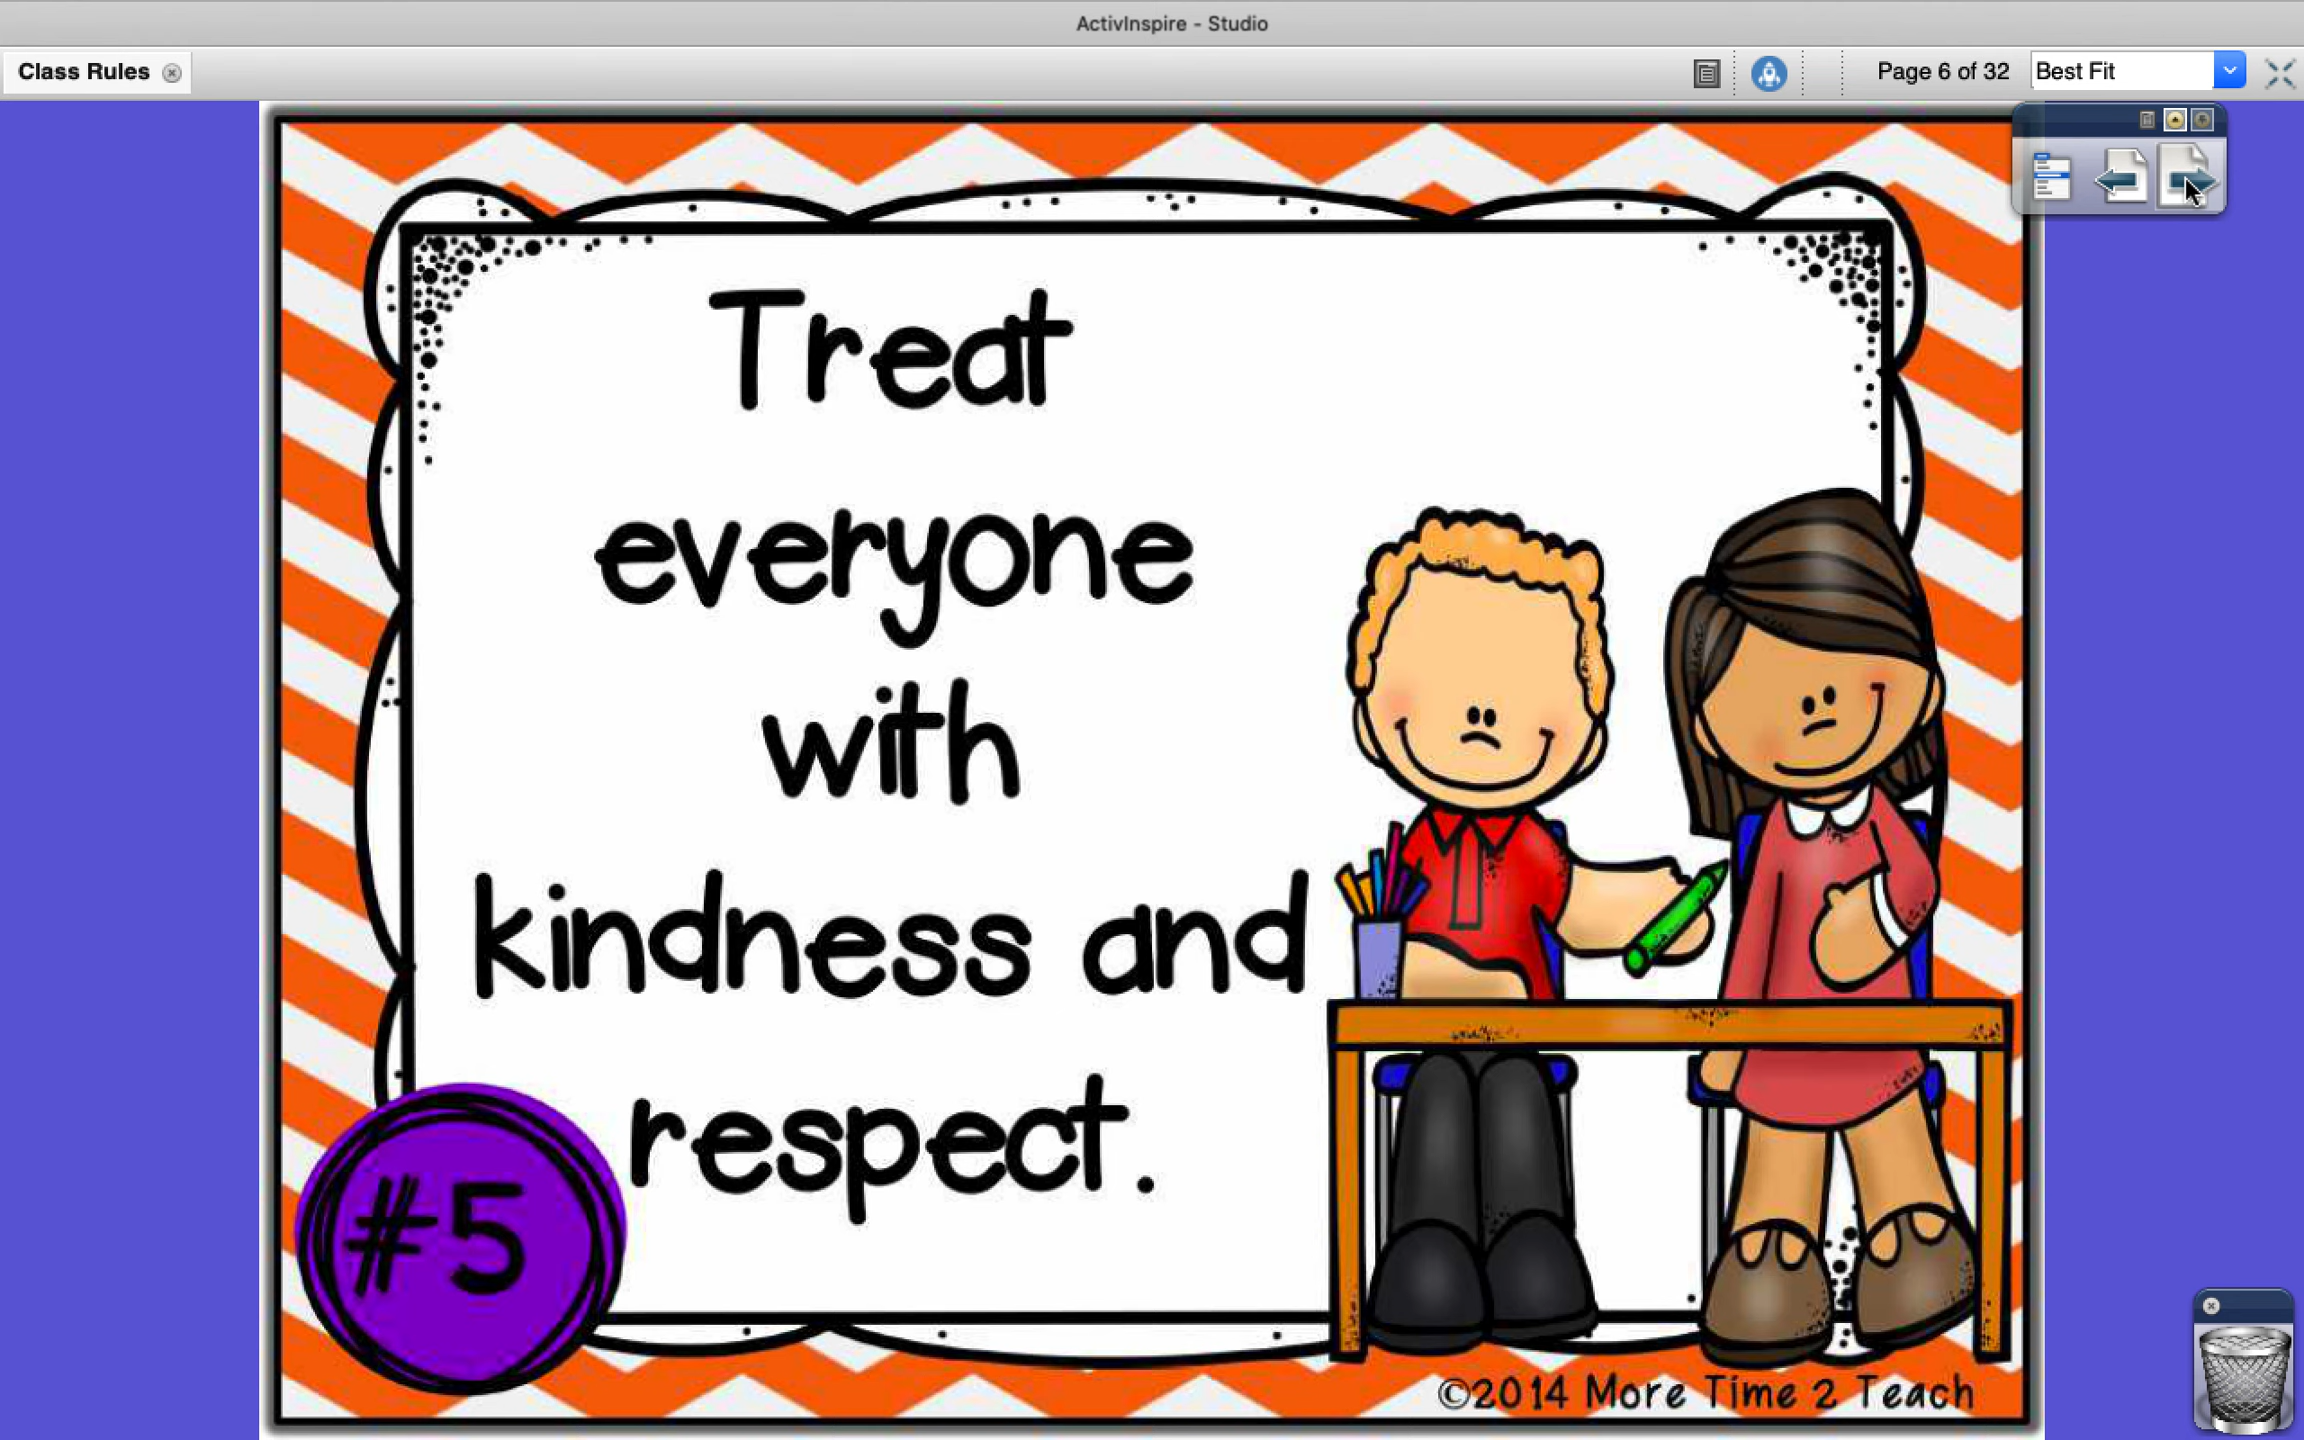 ActivInspire - Studio
Class Rules
Page 6 of 32
Best Fit
Treat
everyone
with
kindness and
respect.
#5
©2014 More Time 2 Teach